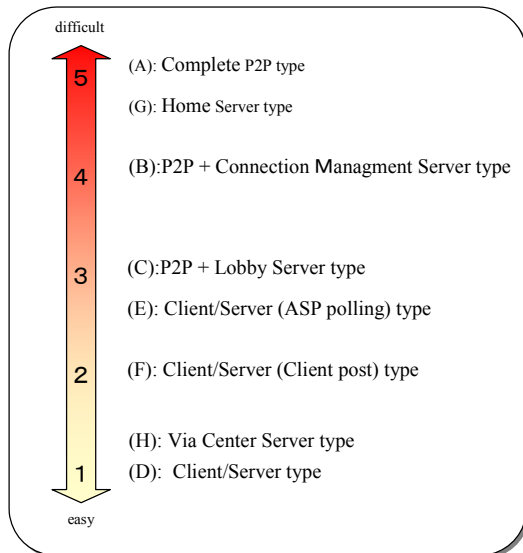 difficult
5
(A): Complete P2P type
(G): Home Server type
4
(B):P2P + Connection Managment Server type
3
(C):P2P + Lobby Server type
(E): Client/Server (ASP polling) type
2
(F): Client/Server (Client post) type
(H): Via Center Server type
1
(D): Client/Server type
easy